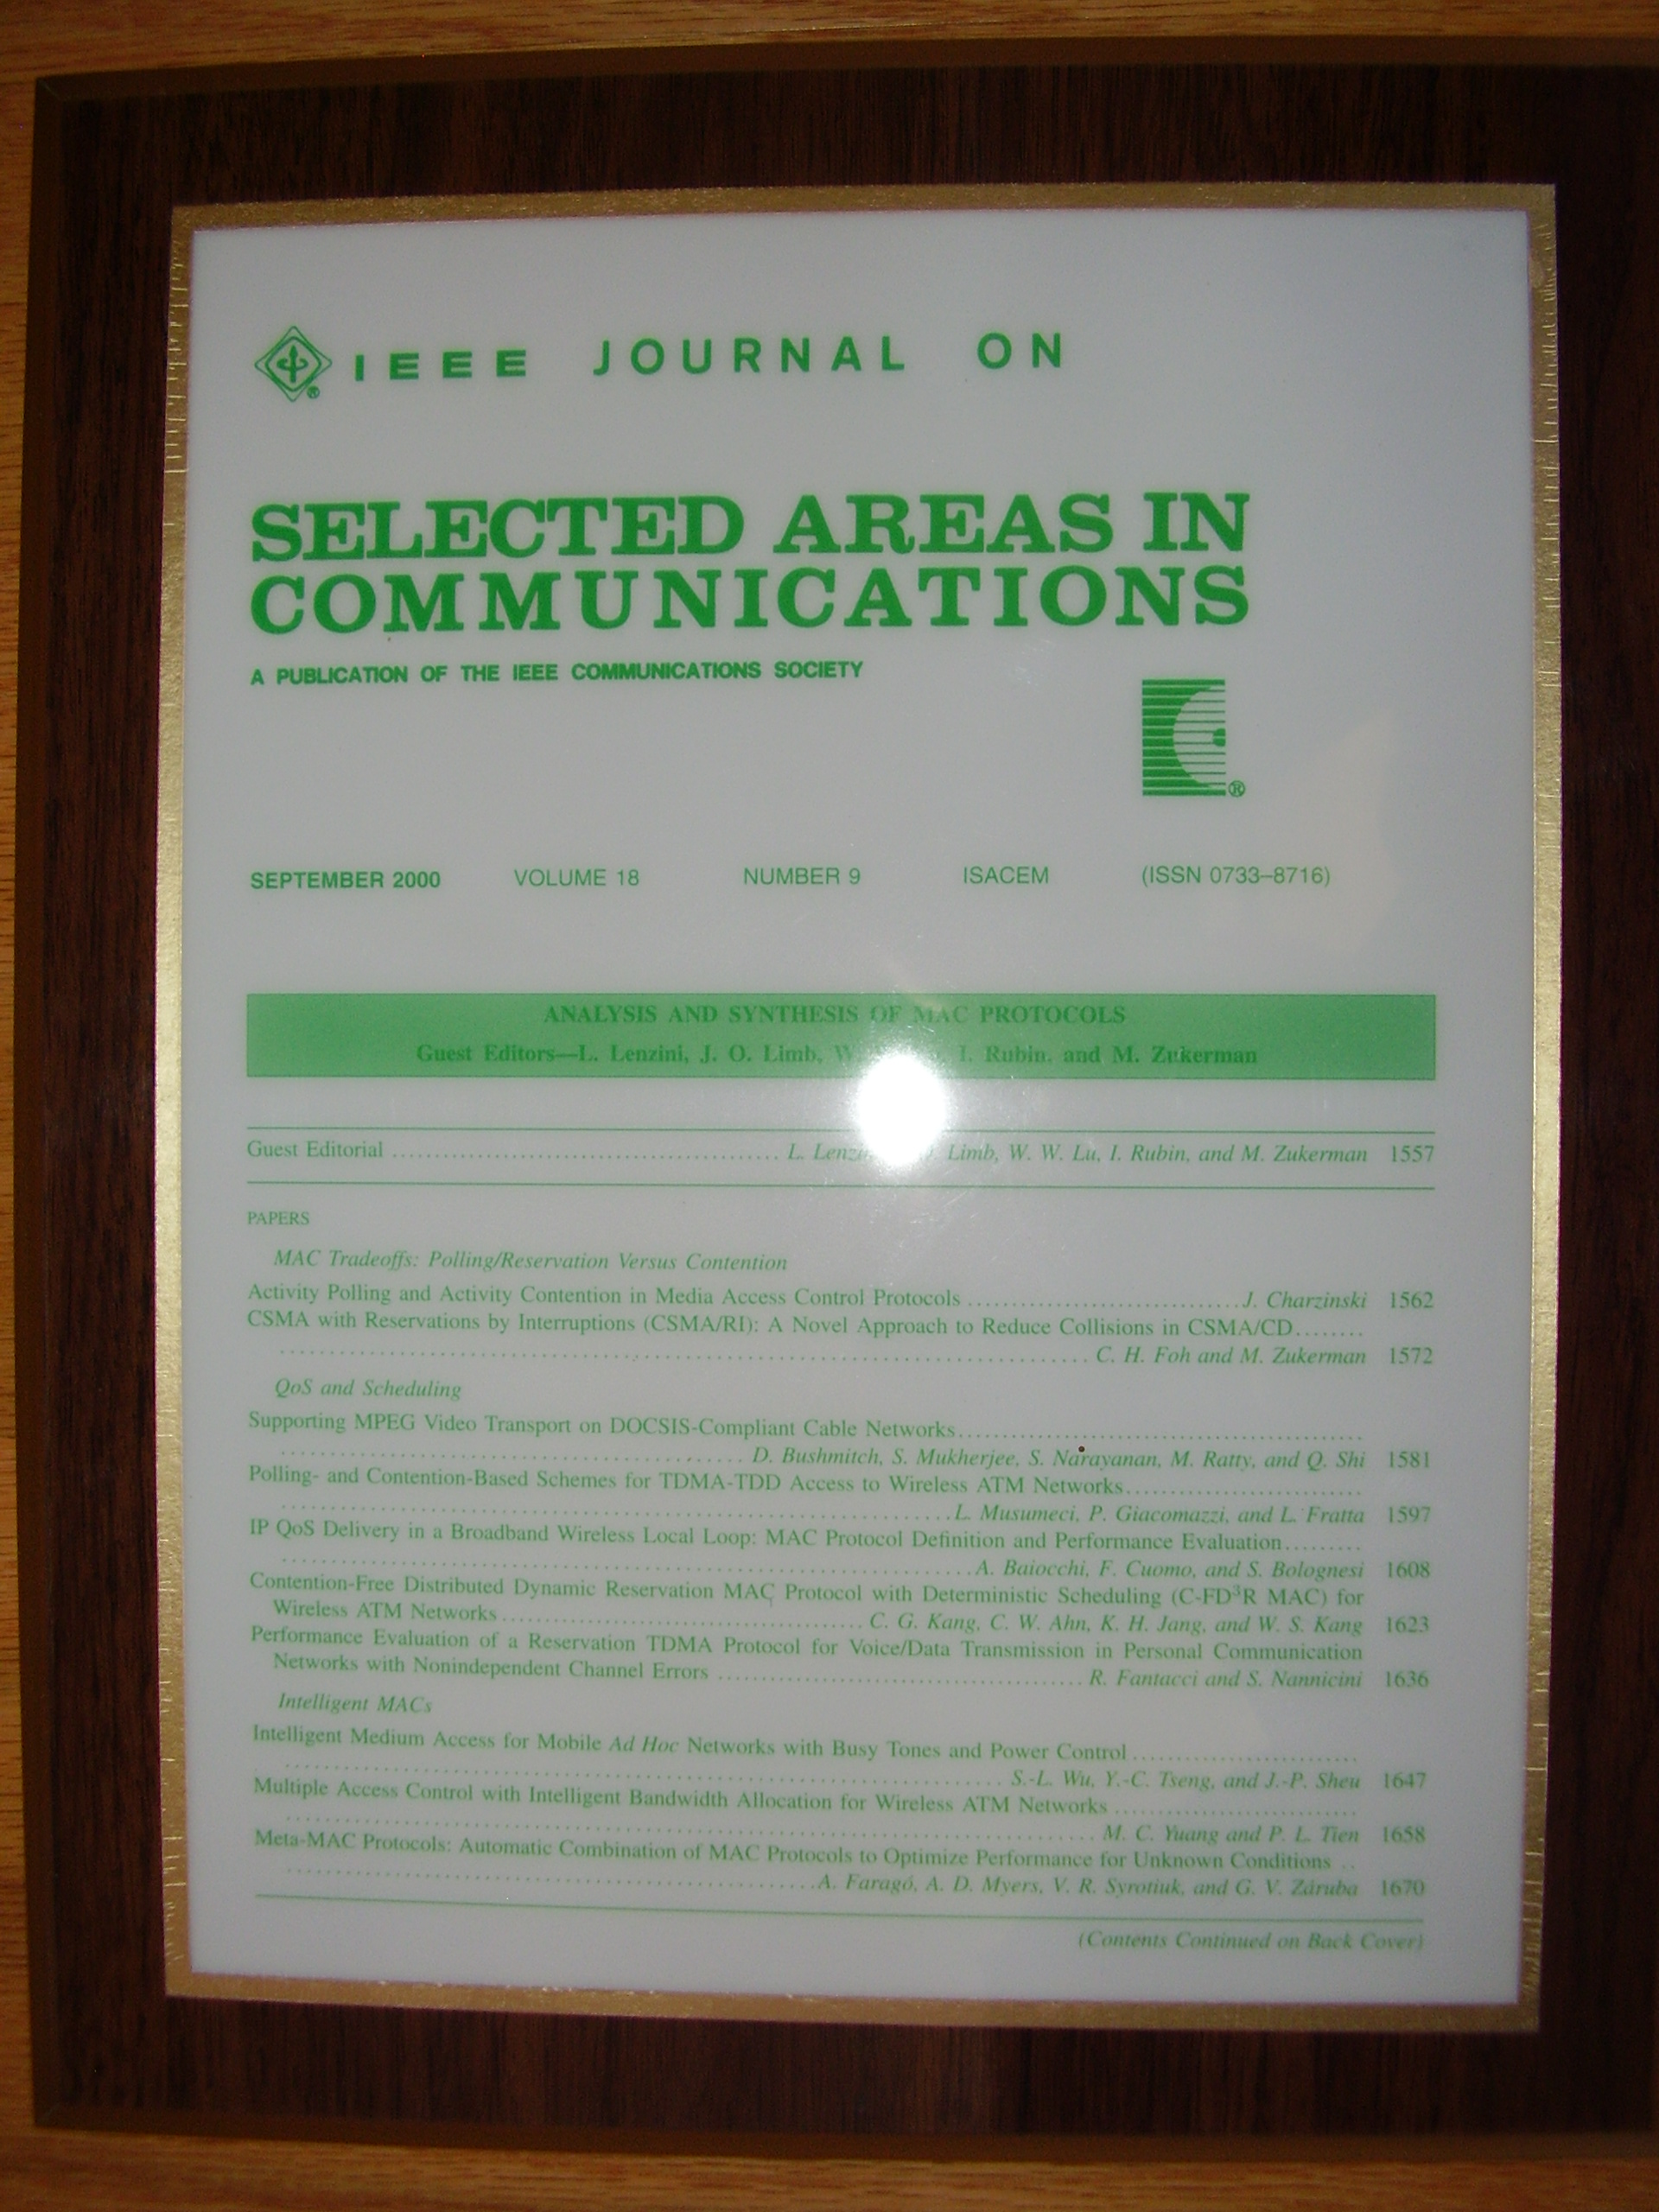 IEEE JOURNAL ON
SELECTED AREAS IN
COMMUNICATIONS
A PUBLICATION OF THE IEEE COMMUNICATIONS SOCIETY
®
SEPTEMBER 2000 VOLUME 18 NUMBER 9 ISACEM (ISSN 0733–8716)
ANALYSIS AND SYNTHESIS OF MAC PROTOCOLS
Guest Editors—L. Lenzini, J. O. Limb, W. I. Rubin, and M. Zukerman
Guest Editorial ........................................ L. Limb, W. W. Lu, I. Rubin, and M. Zukerman 1557
PAPERS
MAC Tradeoffs: Polling/Reservation Versus Contention
Activity Polling and Activity Contention in Media Access Control Protocols .............................. J. Charzinski 1562
CSMA with Reservations by Interruptions (CSMA/RI): A Novel Approach to Reduce Collisions in CSMA/CD........
........................................ C. H. Foh and M. Zukerman 1572
QoS and Scheduling
Supporting MPEG Video Transport on DOCSIS-Compliant Cable Networks........................................
........................................ D. Bushmitch, S. Mukherjee, S. Narayanan, M. Ratty, and Q. Shi 1581
Polling- and Contention-Based Schemes for TDMA-TDD Access to Wireless ATM Networks........................
........................................ L. Musumeci, P. Giacomazzi, and L. Fratta 1597
IP QoS Delivery in a Broadband Wireless Local Loop: MAC Protocol Definition and Performance Evaluation.........
........................................ A. Baiocchi, F. Cuomo, and S. Bolognesi 1608
Contention-Free Distributed Dynamic Reservation MAC Protocol with Deterministic Scheduling (C-FD³R MAC) for
Wireless ATM Networks ........................................ C. G. Kang, C. W. Ahn, K. H. Jang, and W. S. Kang 1623
Performance Evaluation of a Reservation TDMA Protocol for Voice/Data Transmission in Personal Communication
Networks with Nonindependent Channel Errors ........................................ R. Fantacci and S. Nannicini 1636
Intelligent MACs
Intelligent Medium Access for Mobile Ad Hoc Networks with Busy Tones and Power Control ........................
........................................ S.-L. Wu, Y.-C. Tseng, and J.-P. Sheu 1647
Multiple Access Control with Intelligent Bandwidth Allocation for Wireless ATM Networks ..........................
........................................ M. C. Yuang and P. L. Tien 1658
Meta-MAC Protocols: Automatic Combination of MAC Protocols to Optimize Performance for Unknown Conditions ..
........................................ A. Faragó, A. D. Myers, V. R. Syrotiuk, and G. V. Záruba 1670
(Contents Continued on Back Cover)